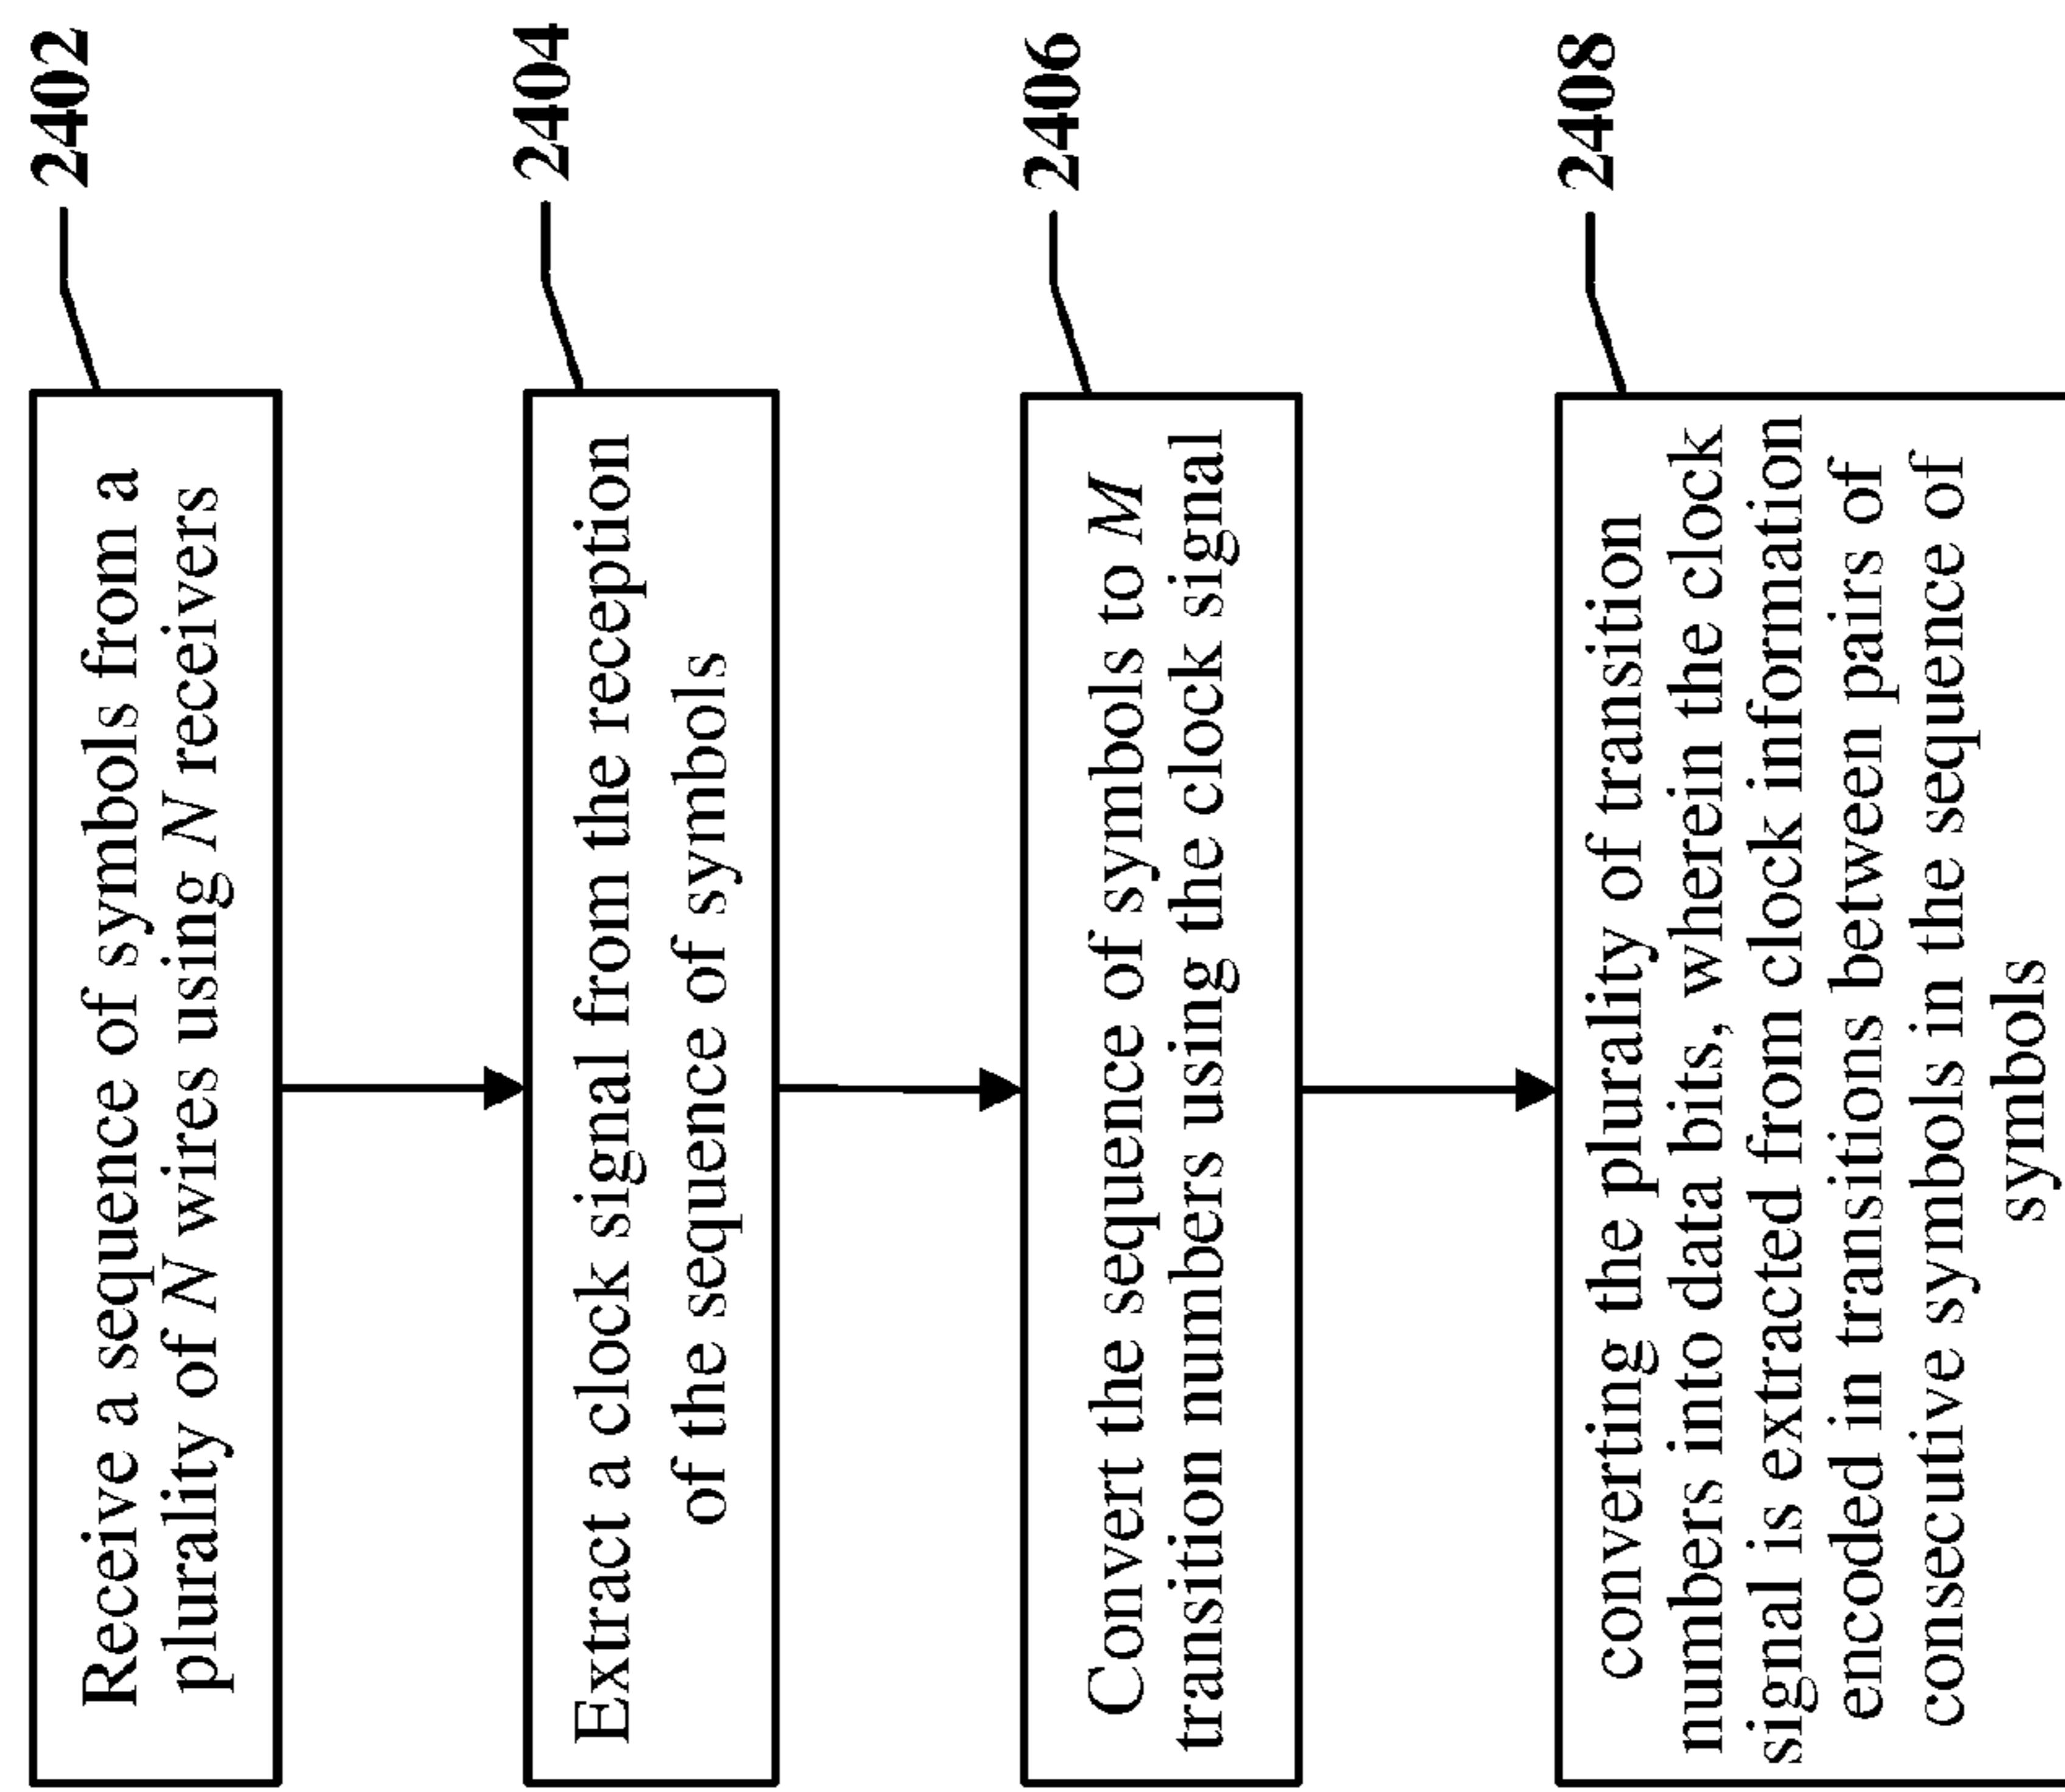 2402
Receive a sequence of symbols from a
plurality of N wires using N receivers
2404
Extract a clock signal from the reception
of the sequence of symbols
2406
Convert the sequence of symbols to M
transition numbers using the clock signal
2408
converting the plurality of transition
numbers into data bits, wherein the clock
signal is extracted from clock information
encoded in transitions between pairs of
consecutive symbols in the sequence of
symbols